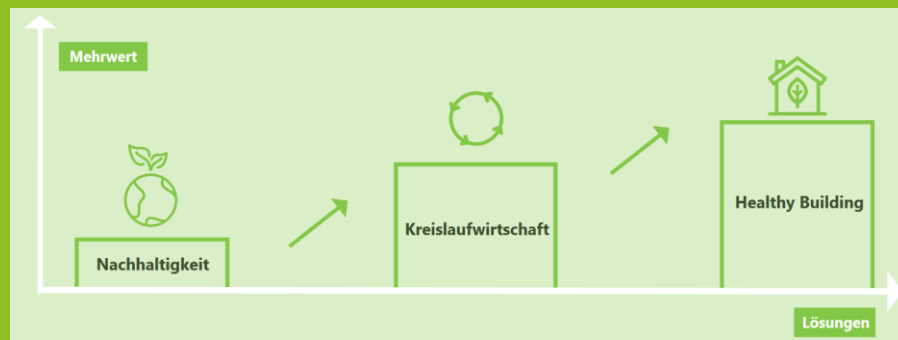 Mehrwert
Healthy Building
Kreislaufwirtschaft
Nachhaltigkeit
Lösungen